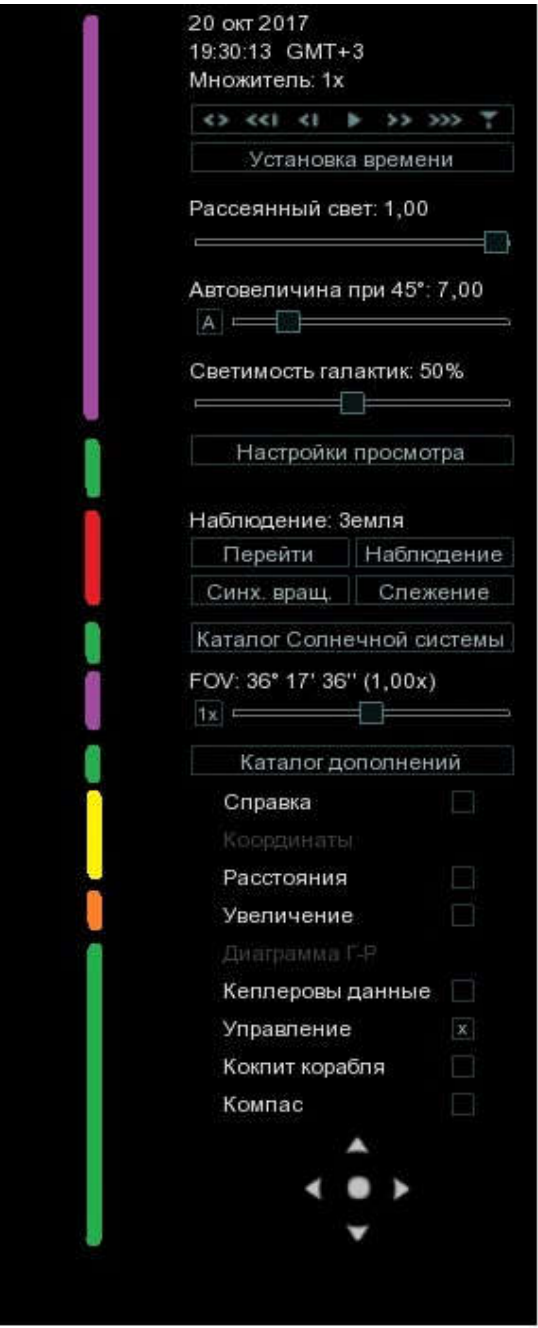 20 окт 2017
19:30:13 GMT+3
Множитель: 1x
Установка времени
Рассеянный свет: 1,00
Автовеличина при 45°: 7,00
A
Светимость галактик: 50%
Настройки просмотра
Наблюдение: Земля
Перейти Наблюдение
Синх. вращ. Слежение
Каталог Солнечной системы
FOV: 36° 17' 36'' (1,00x)
1x
Каталог дополнений
Справка
Координаты
Расстояния
Увеличение
Диаграмма Г-Р
Кеплеровы данные
Управление x
Кокпит корабля
Компас